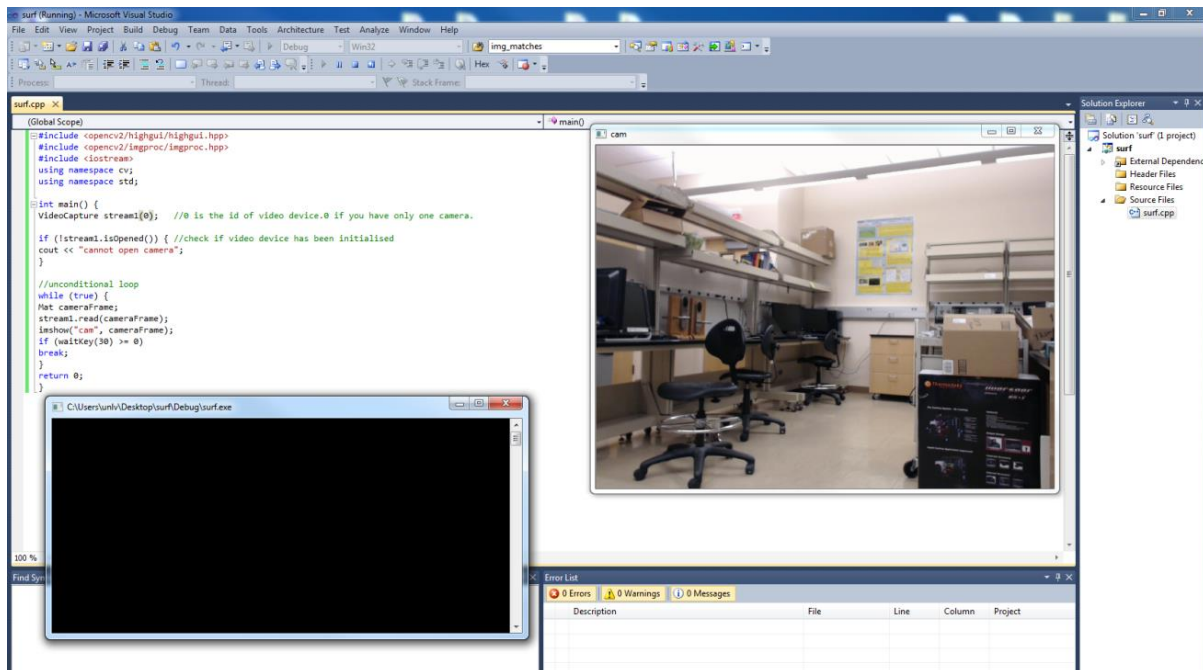 surf (Running) - Microsoft Visual Studio
File Edit View Project Build Debug Team Data Tools Architecture Test Analyze Window Help
Debug Win32 img_matches
Hex
Process: Thread: Stack Frame:
surf.cpp
(Global Scope) main()
#include <opencv2/highgui/highgui.hpp>
#include <opencv2/imgproc/imgproc.hpp>
#include <iostream>
using namespace cv;
using namespace std;
int main() {
VideoCapture stream1(0); //0 is the id of video device.0 if you have only one camera.
if (!stream1.isOpened()) { //check if video device has been initialised
cout << "cannot open camera";
}
//unconditional loop
while (true) {
Mat cameraFrame;
stream1.read(cameraFrame);
imshow("cam", cameraFrame);
if (waitKey(30) >= 0)
break;
}
return 0;
}
100 %
cam
C:\Users\unlv\Desktop\surf\Debug\surf.exe
Solution Explorer
Solution 'surf' (1 project)
surf
External Dependenc
Header Files
Resource Files
Source Files
surf.cpp
Find Sy
Error List
0 Errors 0 Warnings 0 Messages
Description File Line Column Project